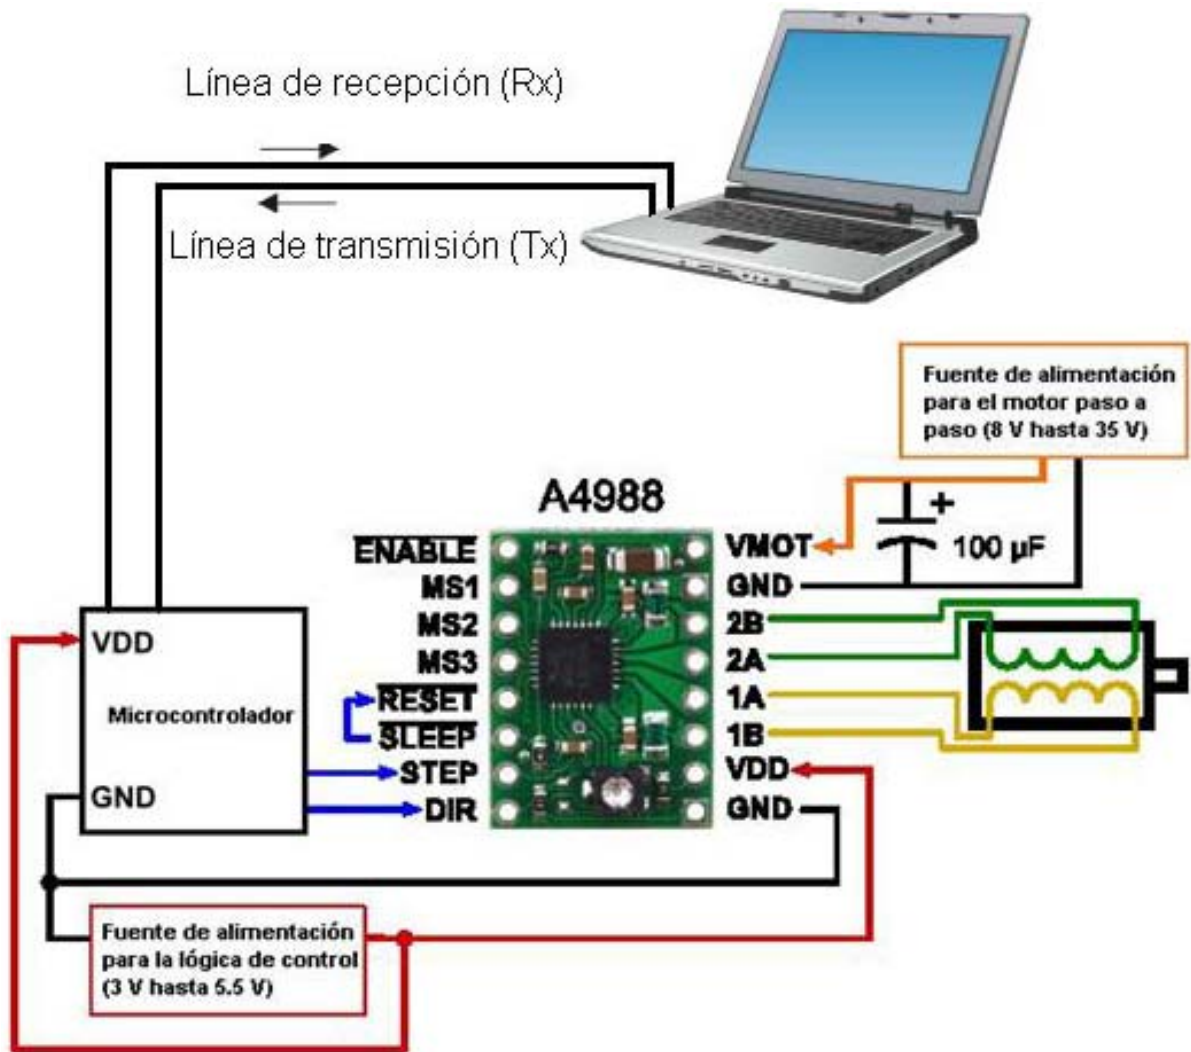 Línea de recepción (Rx)
Línea de transmisión (Tx)
Fuente de alimentación
para el motor paso a
paso (8 V hasta 35 V)
A4988
+
100 µF
ENABLE
MS1
MS2
MS3
RESET
SLEEP
STEP
DIR
VMOT
GND
2B
2A
1A
1B
VDD
GND
VDD
Microcontrolador
GND
Fuente de alimentación
para la lógica de control
(3 V hasta 5.5 V)